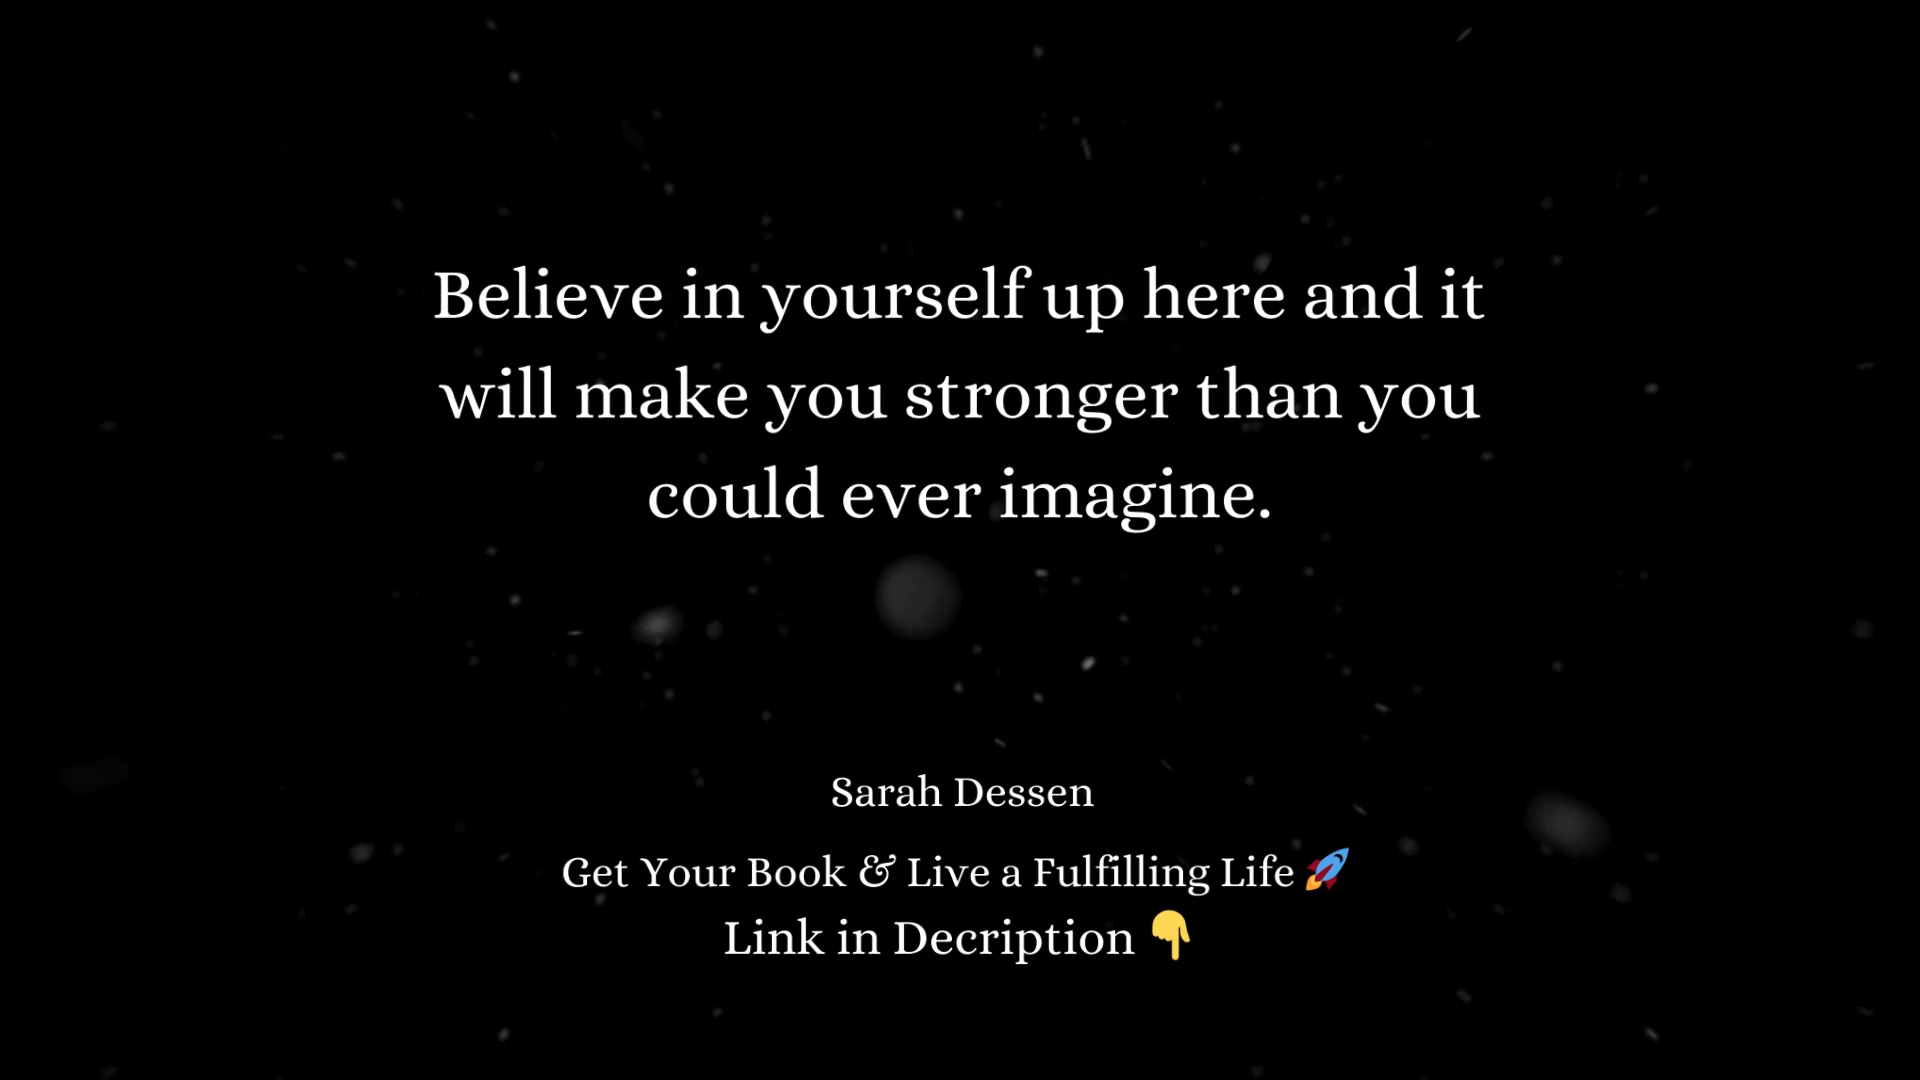 Believe in yourself up here and it
will make you stronger than you
could ever imagine.
Sarah Dessen
Get Your Book & Live a Fulfilling Life 🚀
Link in Decription 👇